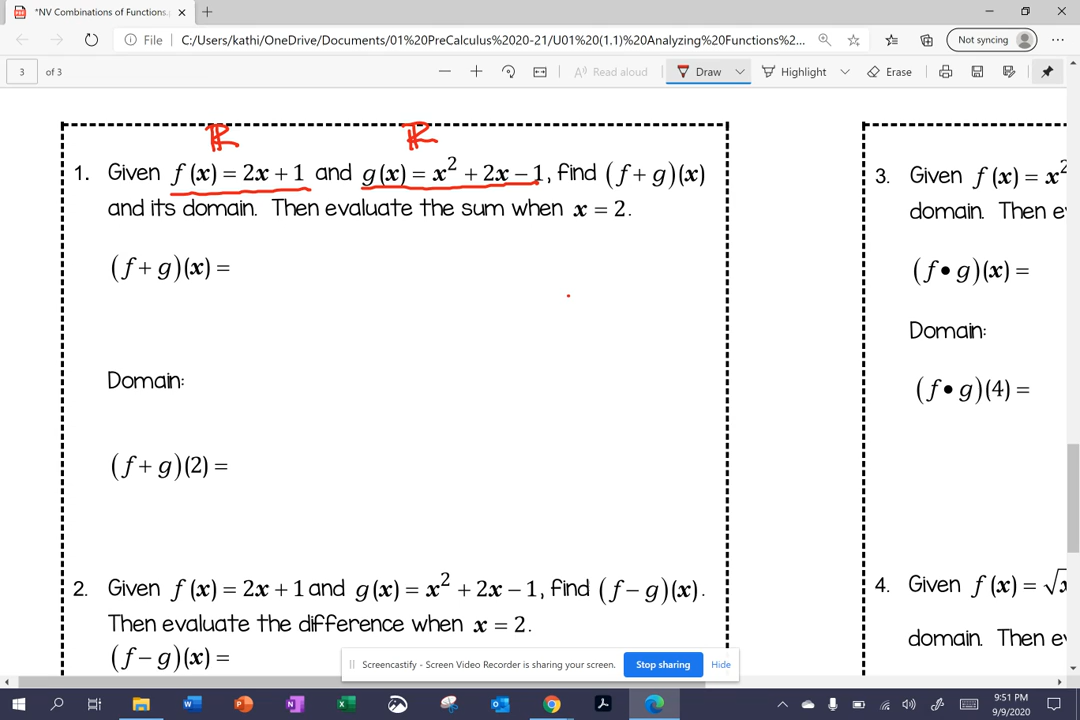 *NV Combinations of Functions.
File C:/Users/kathi/OneDrive/Documents/01%20PreCalculus%2020-21/U01%20(1.1)%20Analyzing%20Functions%2... Not syncing
3 of 3 Read aloud Draw Highlight Erase
ℝ ℝ
1. Given f(x) = 2x + 1 and g(x) = x² + 2x − 1, find (f + g)(x)
and its domain. Then evaluate the sum when x = 2.
(f + g)(x) =
Domain:
(f + g)(2) =
2. Given f(x) = 2x + 1 and g(x) = x² + 2x − 1, find (f − g)(x).
Then evaluate the difference when x = 2.
(f − g)(x) =
3. Given f(x) = x²
domain. Then e
(f • g)(x) =
Domain:
(f • g)(4) =
4. Given f(x) = √x
domain. Then e
Screencastify - Screen Video Recorder is sharing your screen. Stop sharing Hide
9:51 PM
9/9/2020